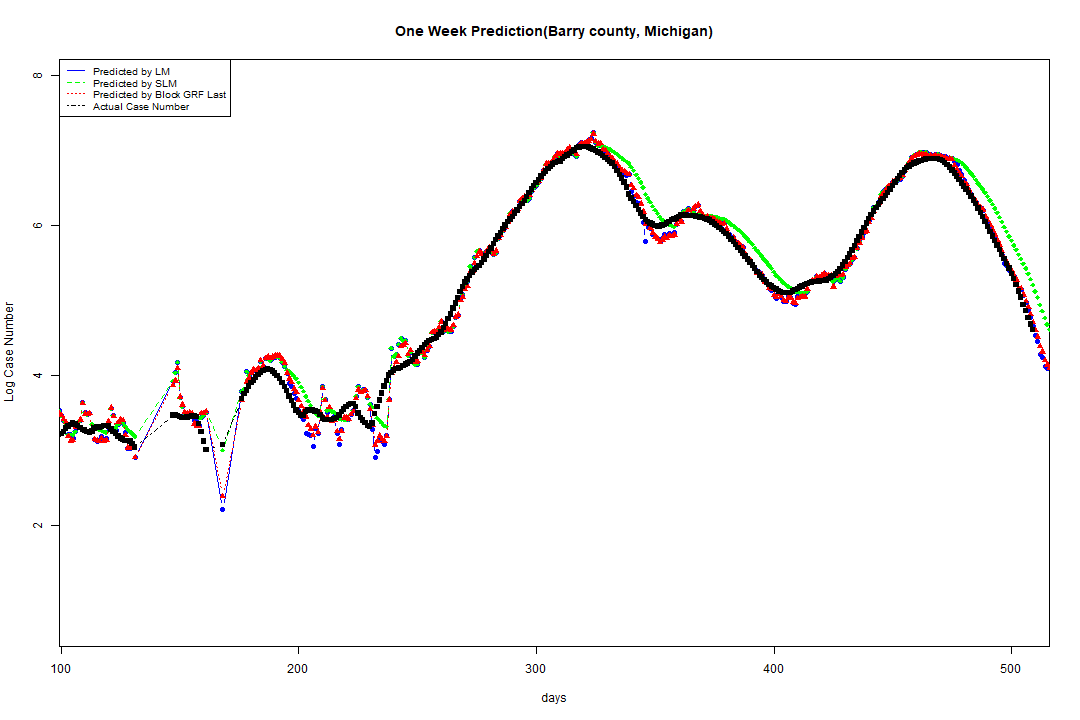 One Week Prediction(Barry county, Michigan)
Predicted by LM
Predicted by SLM
Predicted by Block GRF Last
Actual Case Number
8
6
4
2
Log Case Number
100 200 300 400 500
days